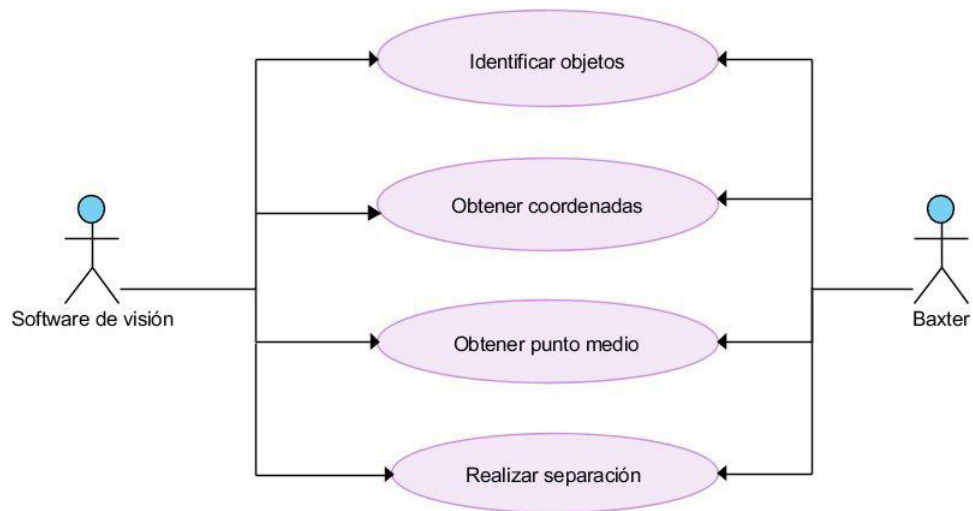 Identificar objetos
Obtener coordenadas
Software de visión
Baxter
Obtener punto medio
Realizar separación